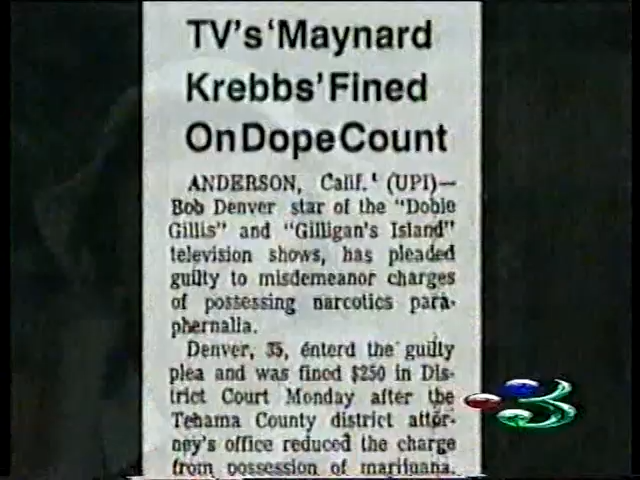 TV's 'Maynard
Krebbs' Fined
On Dope Count
ANDERSON, Calif. (UPI)—
Bob Denver star of the "Dobie
Gillis" and "Gilligan's Island"
television shows, has pleaded
guilty to misdemeanor charges
of possessing narcotics para-
phernalia.
Denver, 35, enterd the guilty
plea and was fined $250 in Dis-
trict Court Monday after the
Tehama County district attor-
ney's office reduced the charge
from possession of marijuana.